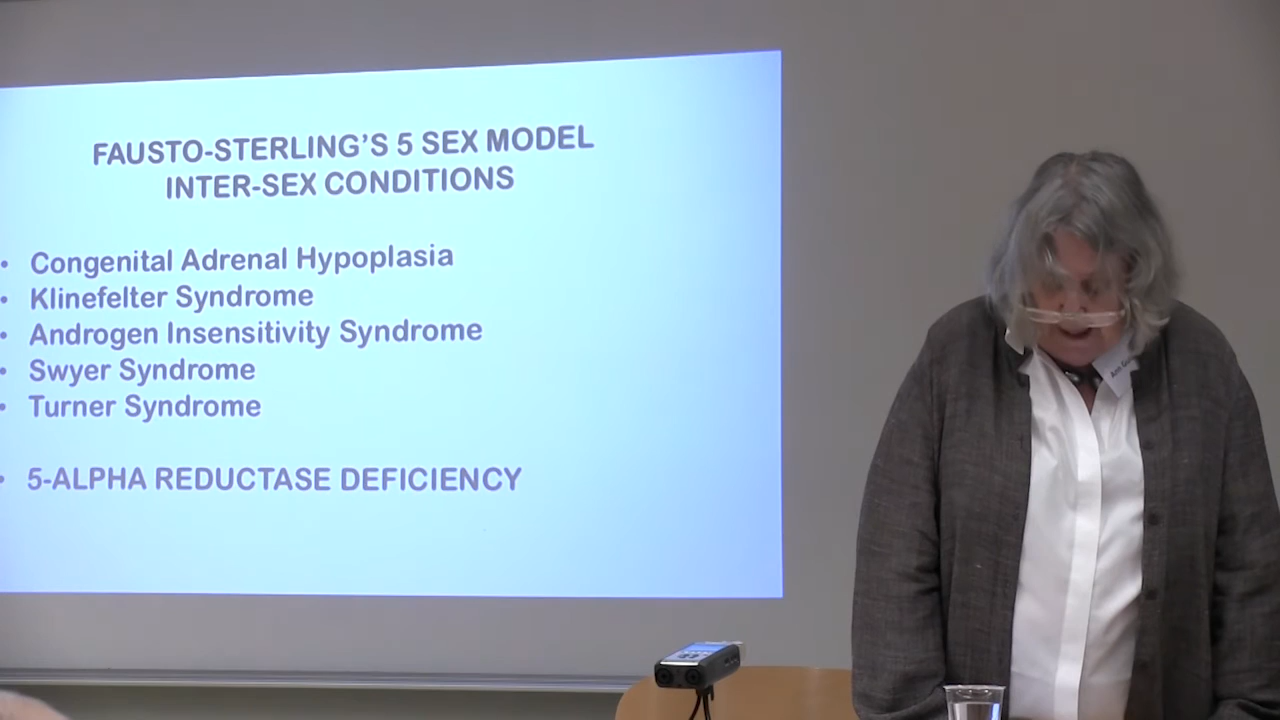 FAUSTO-STERLING'S 5 SEX MODEL
INTER-SEX CONDITIONS
• Congenital Adrenal Hypoplasia
• Klinefelter Syndrome
• Androgen Insensitivity Syndrome
• Swyer Syndrome
• Turner Syndrome
• 5-ALPHA REDUCTASE DEFICIENCY